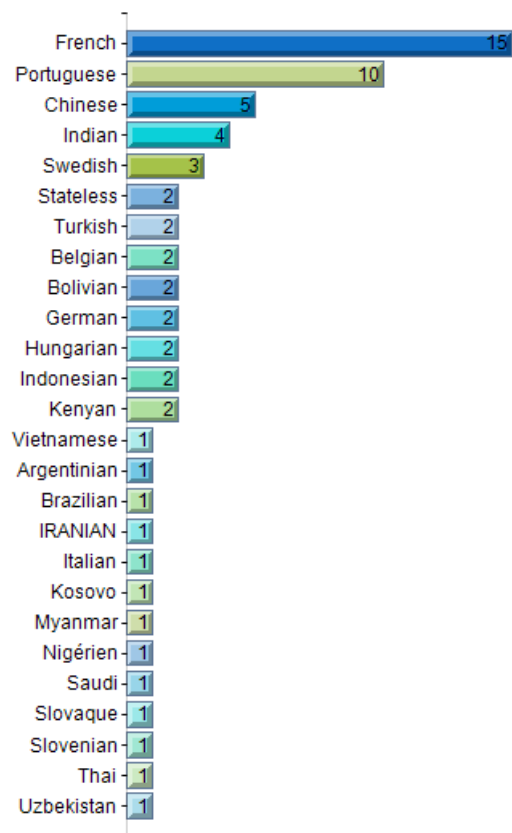 French 15
Portuguese 10
Chinese 5
Indian 4
Swedish 3
Stateless 2
Turkish 2
Belgian 2
Bolivian 2
German 2
Hungarian 2
Indonesian 2
Kenyan 2
Vietnamese 1
Argentinian 1
Brazilian 1
IRANIAN 1
Italian 1
Kosovo 1
Myanmar 1
Nigérien 1
Saudi 1
Slovaque 1
Slovenian 1
Thai 1
Uzbekistan 1